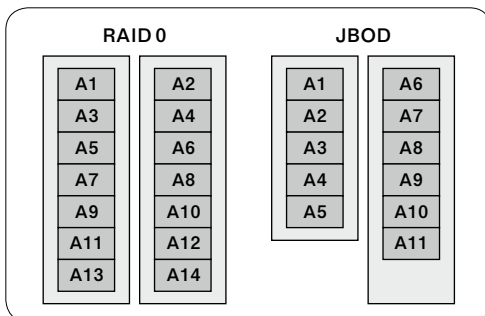 RAID 0 JBOD
A1 A2 A1 A6
A3 A4 A2 A7
A5 A6 A3 A8
A7 A8 A4 A9
A9 A10 A5 A10
A11 A12 A11
A13 A14